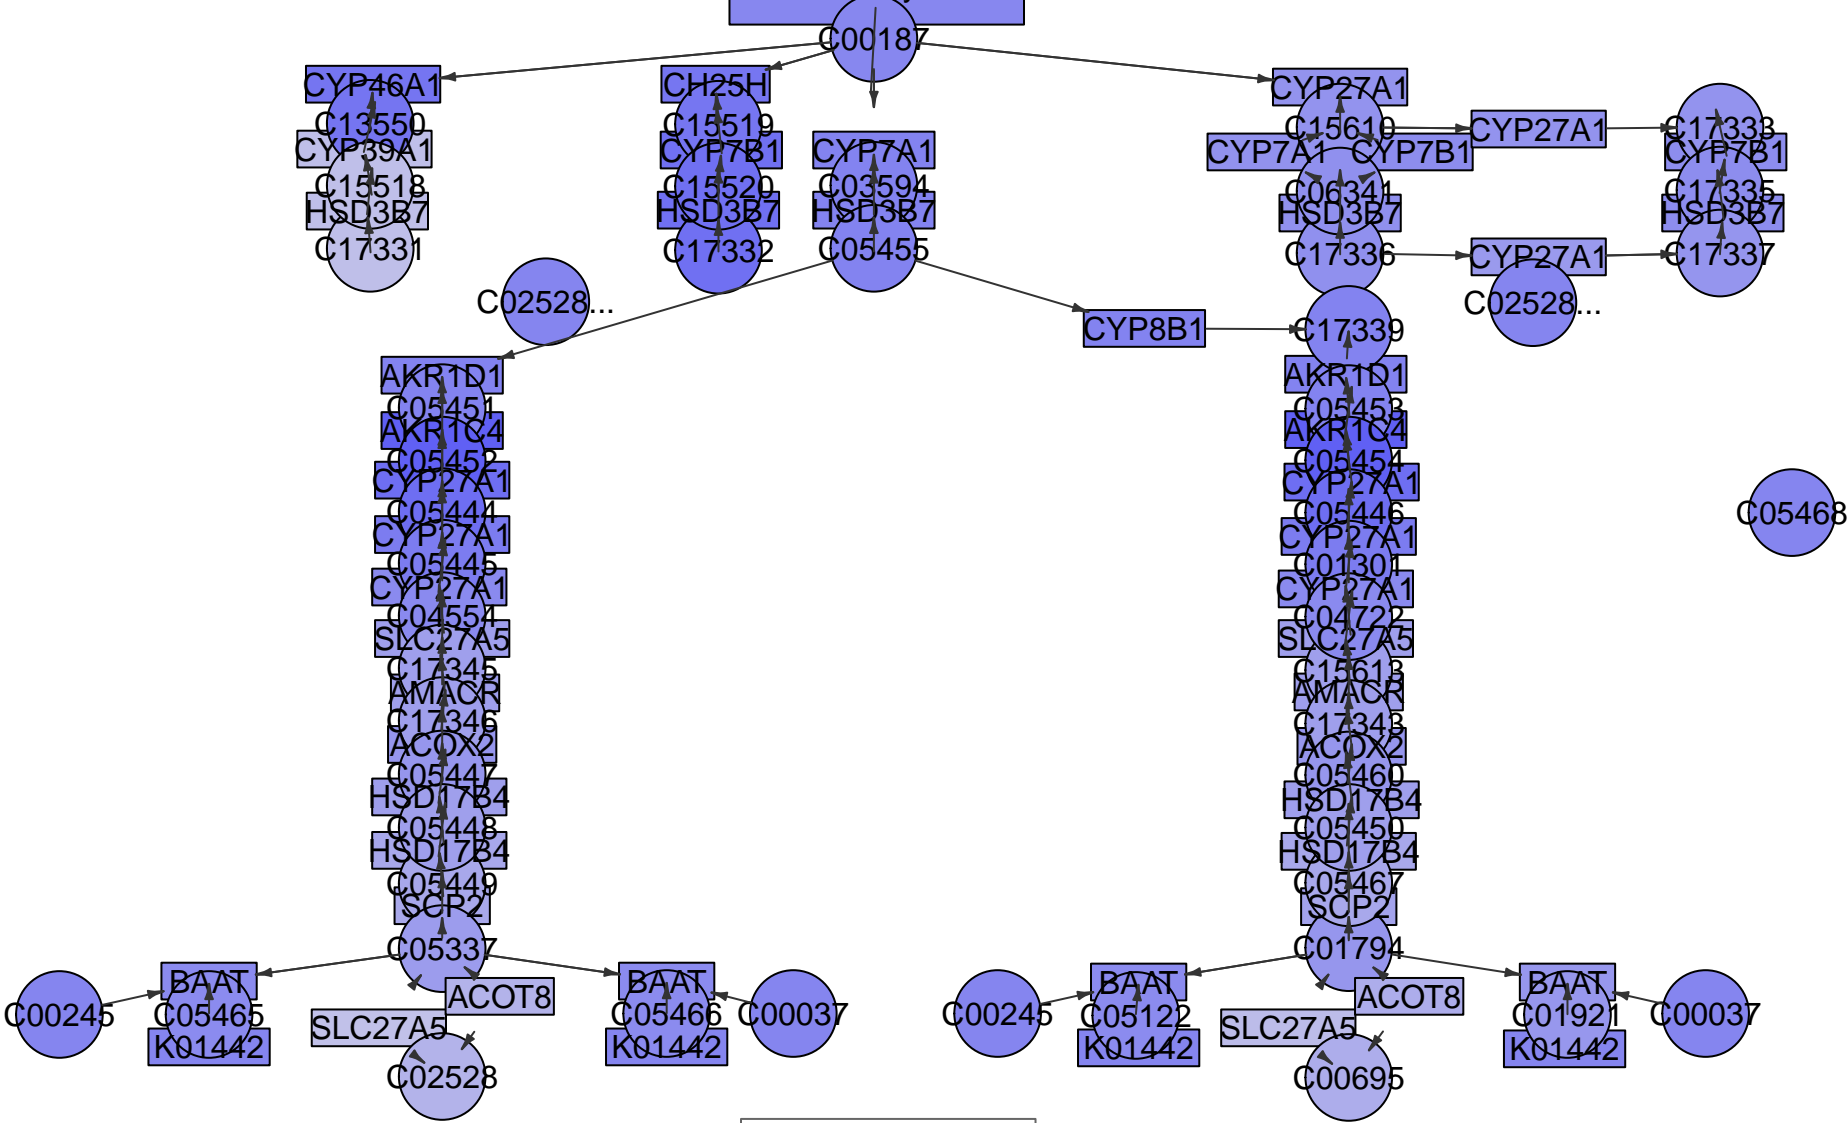 C00187
CYP46A1
CH25H
CYP27A1
C13550
C15519
C15610
CYP27A1
C17333
CYP39A1
CYP7B1
CYP7A1
CYP7A1
CYP7B1
CYP7B1
C15518
C15520
C03594
C06341
C17335
HSD3B7
HSD3B7
HSD3B7
HSD3B7
HSD3B7
C17331
C17332
C05455
C17336
CYP27A1
C17337
C02528...
C02528...
CYP8B1
C17339
AKR1D1
AKR1D1
C05451
C05453
AKR1C4
AKR1C4
C05452
C05454
CYP27A1
CYP27A1
C05444
C05446
C05468
CYP27A1
CYP27A1
C05445
C01301
CYP27A1
CYP27A1
C04554
C04722
SLC27A5
SLC27A5
C17345
C15613
AMACR
AMACR
C17346
C17343
ACOX2
ACOX2
C05447
C05460
HSD17B4
HSD17B4
C05448
C05450
HSD17B4
HSD17B4
C05449
C05467
SCP2
SCP2
C05337
C01794
BAAT
BAAT
BAAT
BAAT
ACOT8
ACOT8
C00245
C05465
C05466
C00037
C00245
C05122
C01921
C00037
SLC27A5
SLC27A5
K01442
K01442
K01442
K01442
C02528
C00695